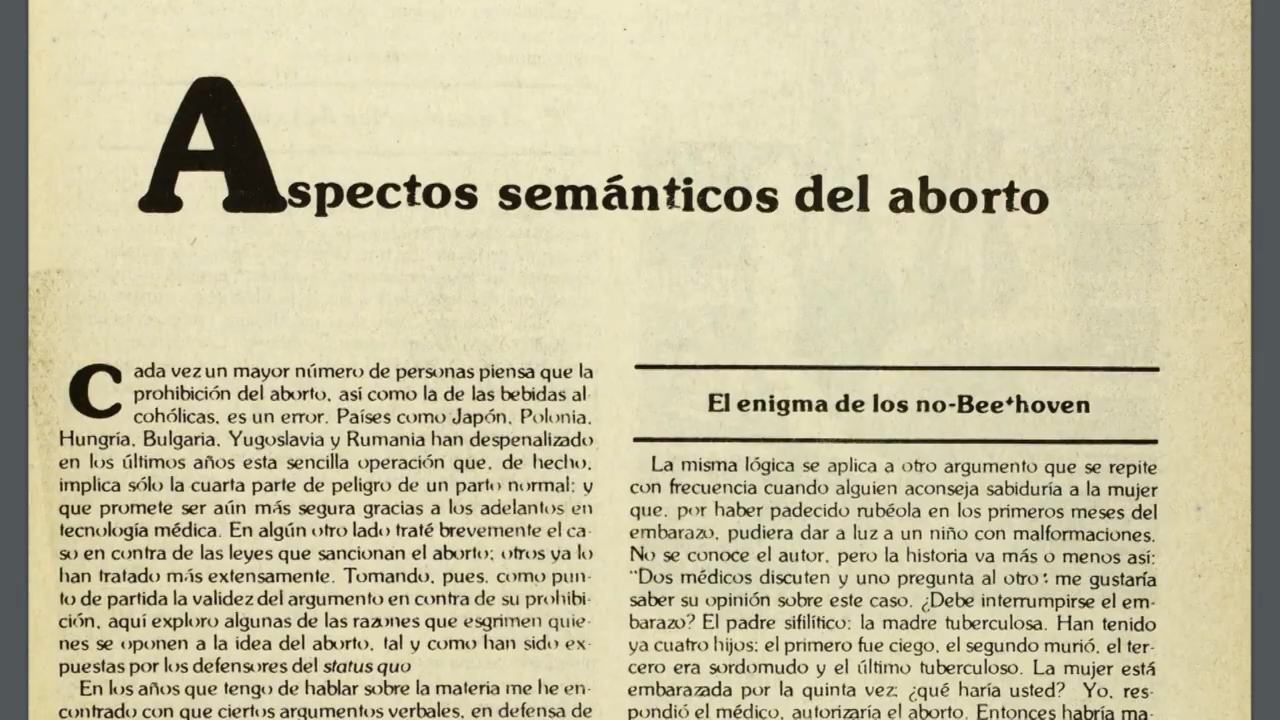 Aspectos semánticos del aborto
Cada vez un mayor número de personas piensa que la
prohibición del aborto, así como la de las bebidas al-
cohólicas, es un error. Países como Japón, Polonia,
Hungría, Bulgaria, Yugoslavia y Rumania han despenalizado
en los últimos años esta sencilla operación que, de hecho,
implica sólo la cuarta parte de peligro de un parto normal; y
que promete ser aún más segura gracias a los adelantos en
tecnología médica. En algún otro lado traté brevemente el ca-
so en contra de las leyes que sancionan el aborto; otros ya lo
han tratado más extensamente. Tomando, pues, como pun-
to de partida la validez del argumento en contra de su prohibi-
ción, aquí exploro algunas de las razones que esgrimen quie-
nes se oponen a la idea del aborto, tal y como han sido ex-
puestas por los defensores del status quo
En los años que tengo de hablar sobre la materia me he en-
contrado con que ciertos argumentos verbales, en defensa de
El enigma de los no-Beethoven
La misma lógica se aplica a otro argumento que se repite
con frecuencia cuando alguien aconseja sabiduría a la mujer
que, por haber padecido rubéola en los primeros meses del
embarazo, pudiera dar a luz a un niño con malformaciones.
No se conoce el autor, pero la historia va más o menos así:
"Dos médicos discuten y uno pregunta al otro: me gustaría
saber su opinión sobre este caso. ¿Debe interrumpirse el em-
barazo? El padre sifilítico; la madre tuberculosa. Han tenido
ya cuatro hijos; el primero fue ciego, el segundo murió, el ter-
cero era sordomudo y el último tuberculoso. La mujer está
embarazada por la quinta vez; ¿qué haría usted? Yo, res-
pondió el médico, autorizaría el aborto. Entonces habría ma-